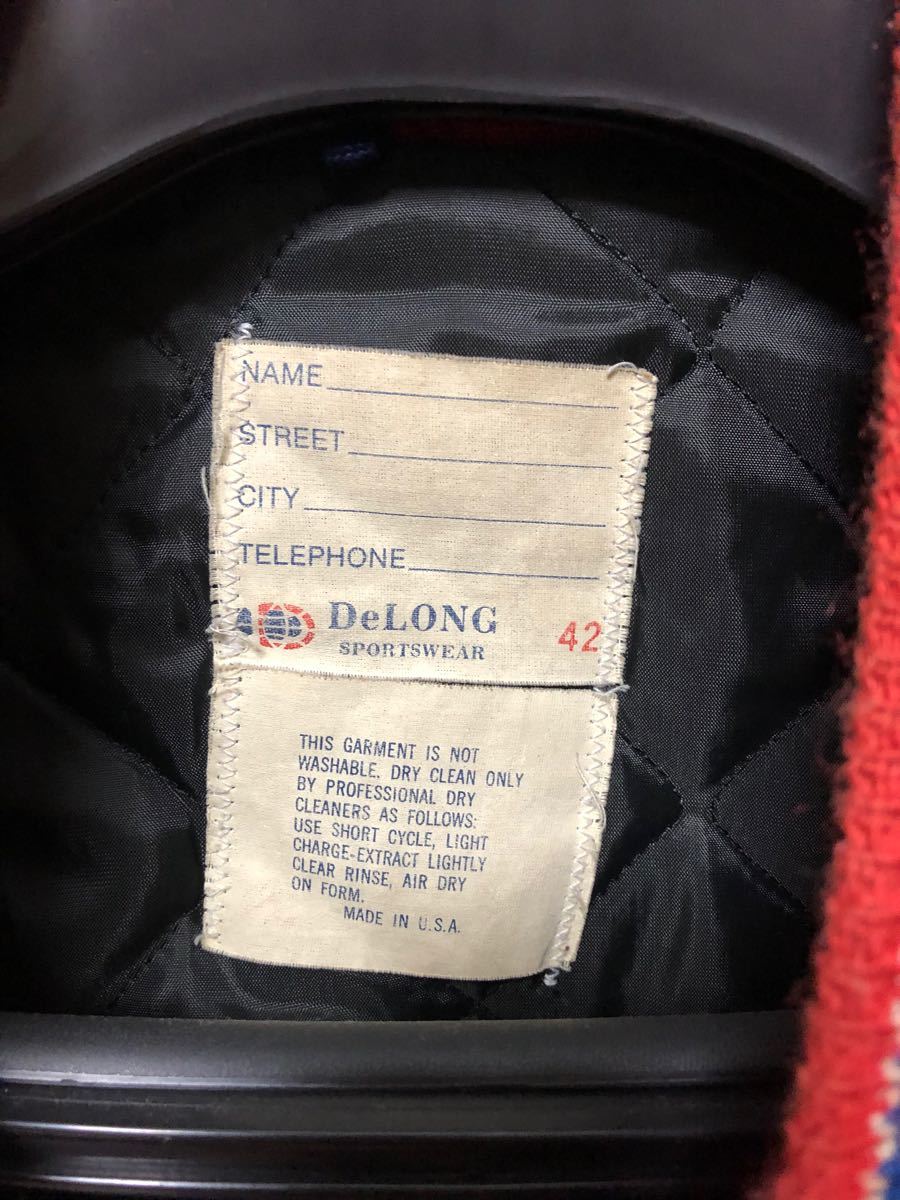 NAME
STREET
CITY
TELEPHONE
DeLONG 42
SPORTSWEAR
THIS GARMENT IS NOT
WASHABLE. DRY CLEAN ONLY
BY PROFESSIONAL DRY
CLEANERS AS FOLLOWS:
USE SHORT CYCLE, LIGHT
CHARGE-EXTRACT LIGHTLY
CLEAR RINSE, AIR DRY
ON FORM.
MADE IN U.S.A.